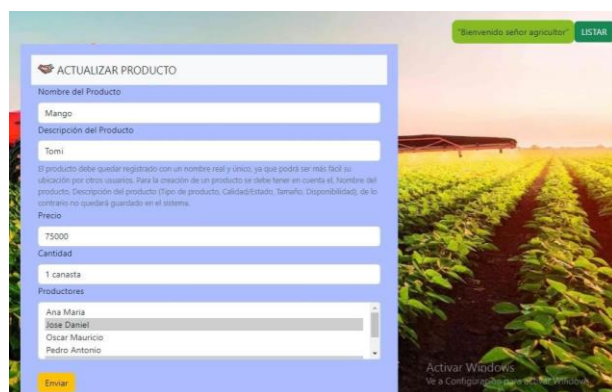 "Bienvenido señor agricultor" LISTAR
ACTUALIZAR PRODUCTO
Nombre del Producto
Mango
Descripción del Producto
Tomi
El producto debe quedar registrado con un nombre real y único, ya que podrá ser más fácil su
ubicación por otros usuarios. Para la creación de un producto se debe tener en cuenta el, Nombre del
producto, Descripción del producto (Tipo de producto, Calidad/Estado, Tamaño, Disponibilidad), de lo
contrario no quedará guardado en el sistema.
Precio
75000
Cantidad
1 canasta
Productores
Ana Maria
Jose Daniel
Oscar Mauricio
Pedro Antonio
Enviar
Activar Windows
Ve a Configuración para activar Windows.